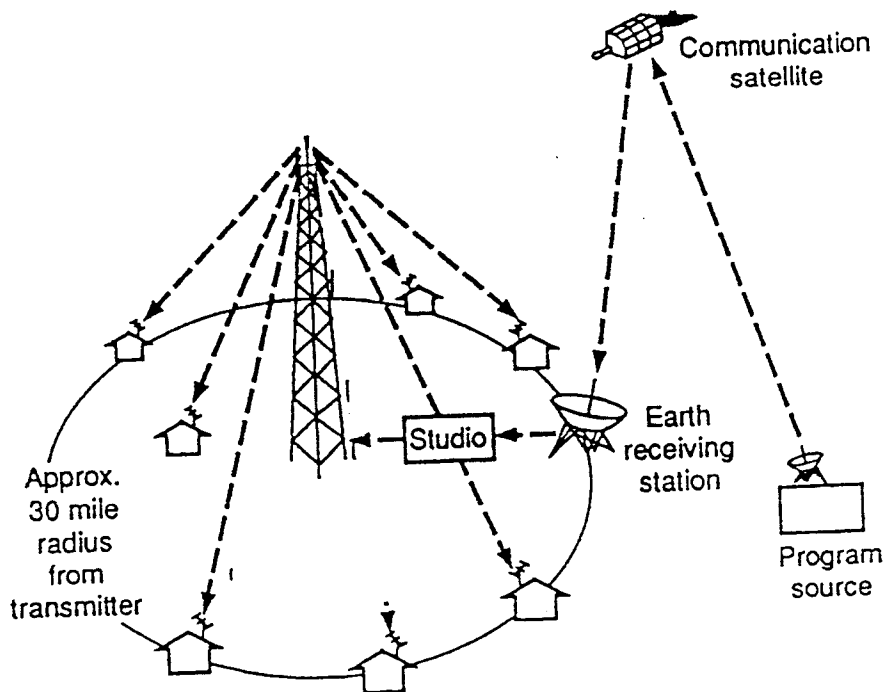 Communication
satellite
Studio
Earth
receiving
station
Approx.
30 mile
radius
from
transmitter
Program
source